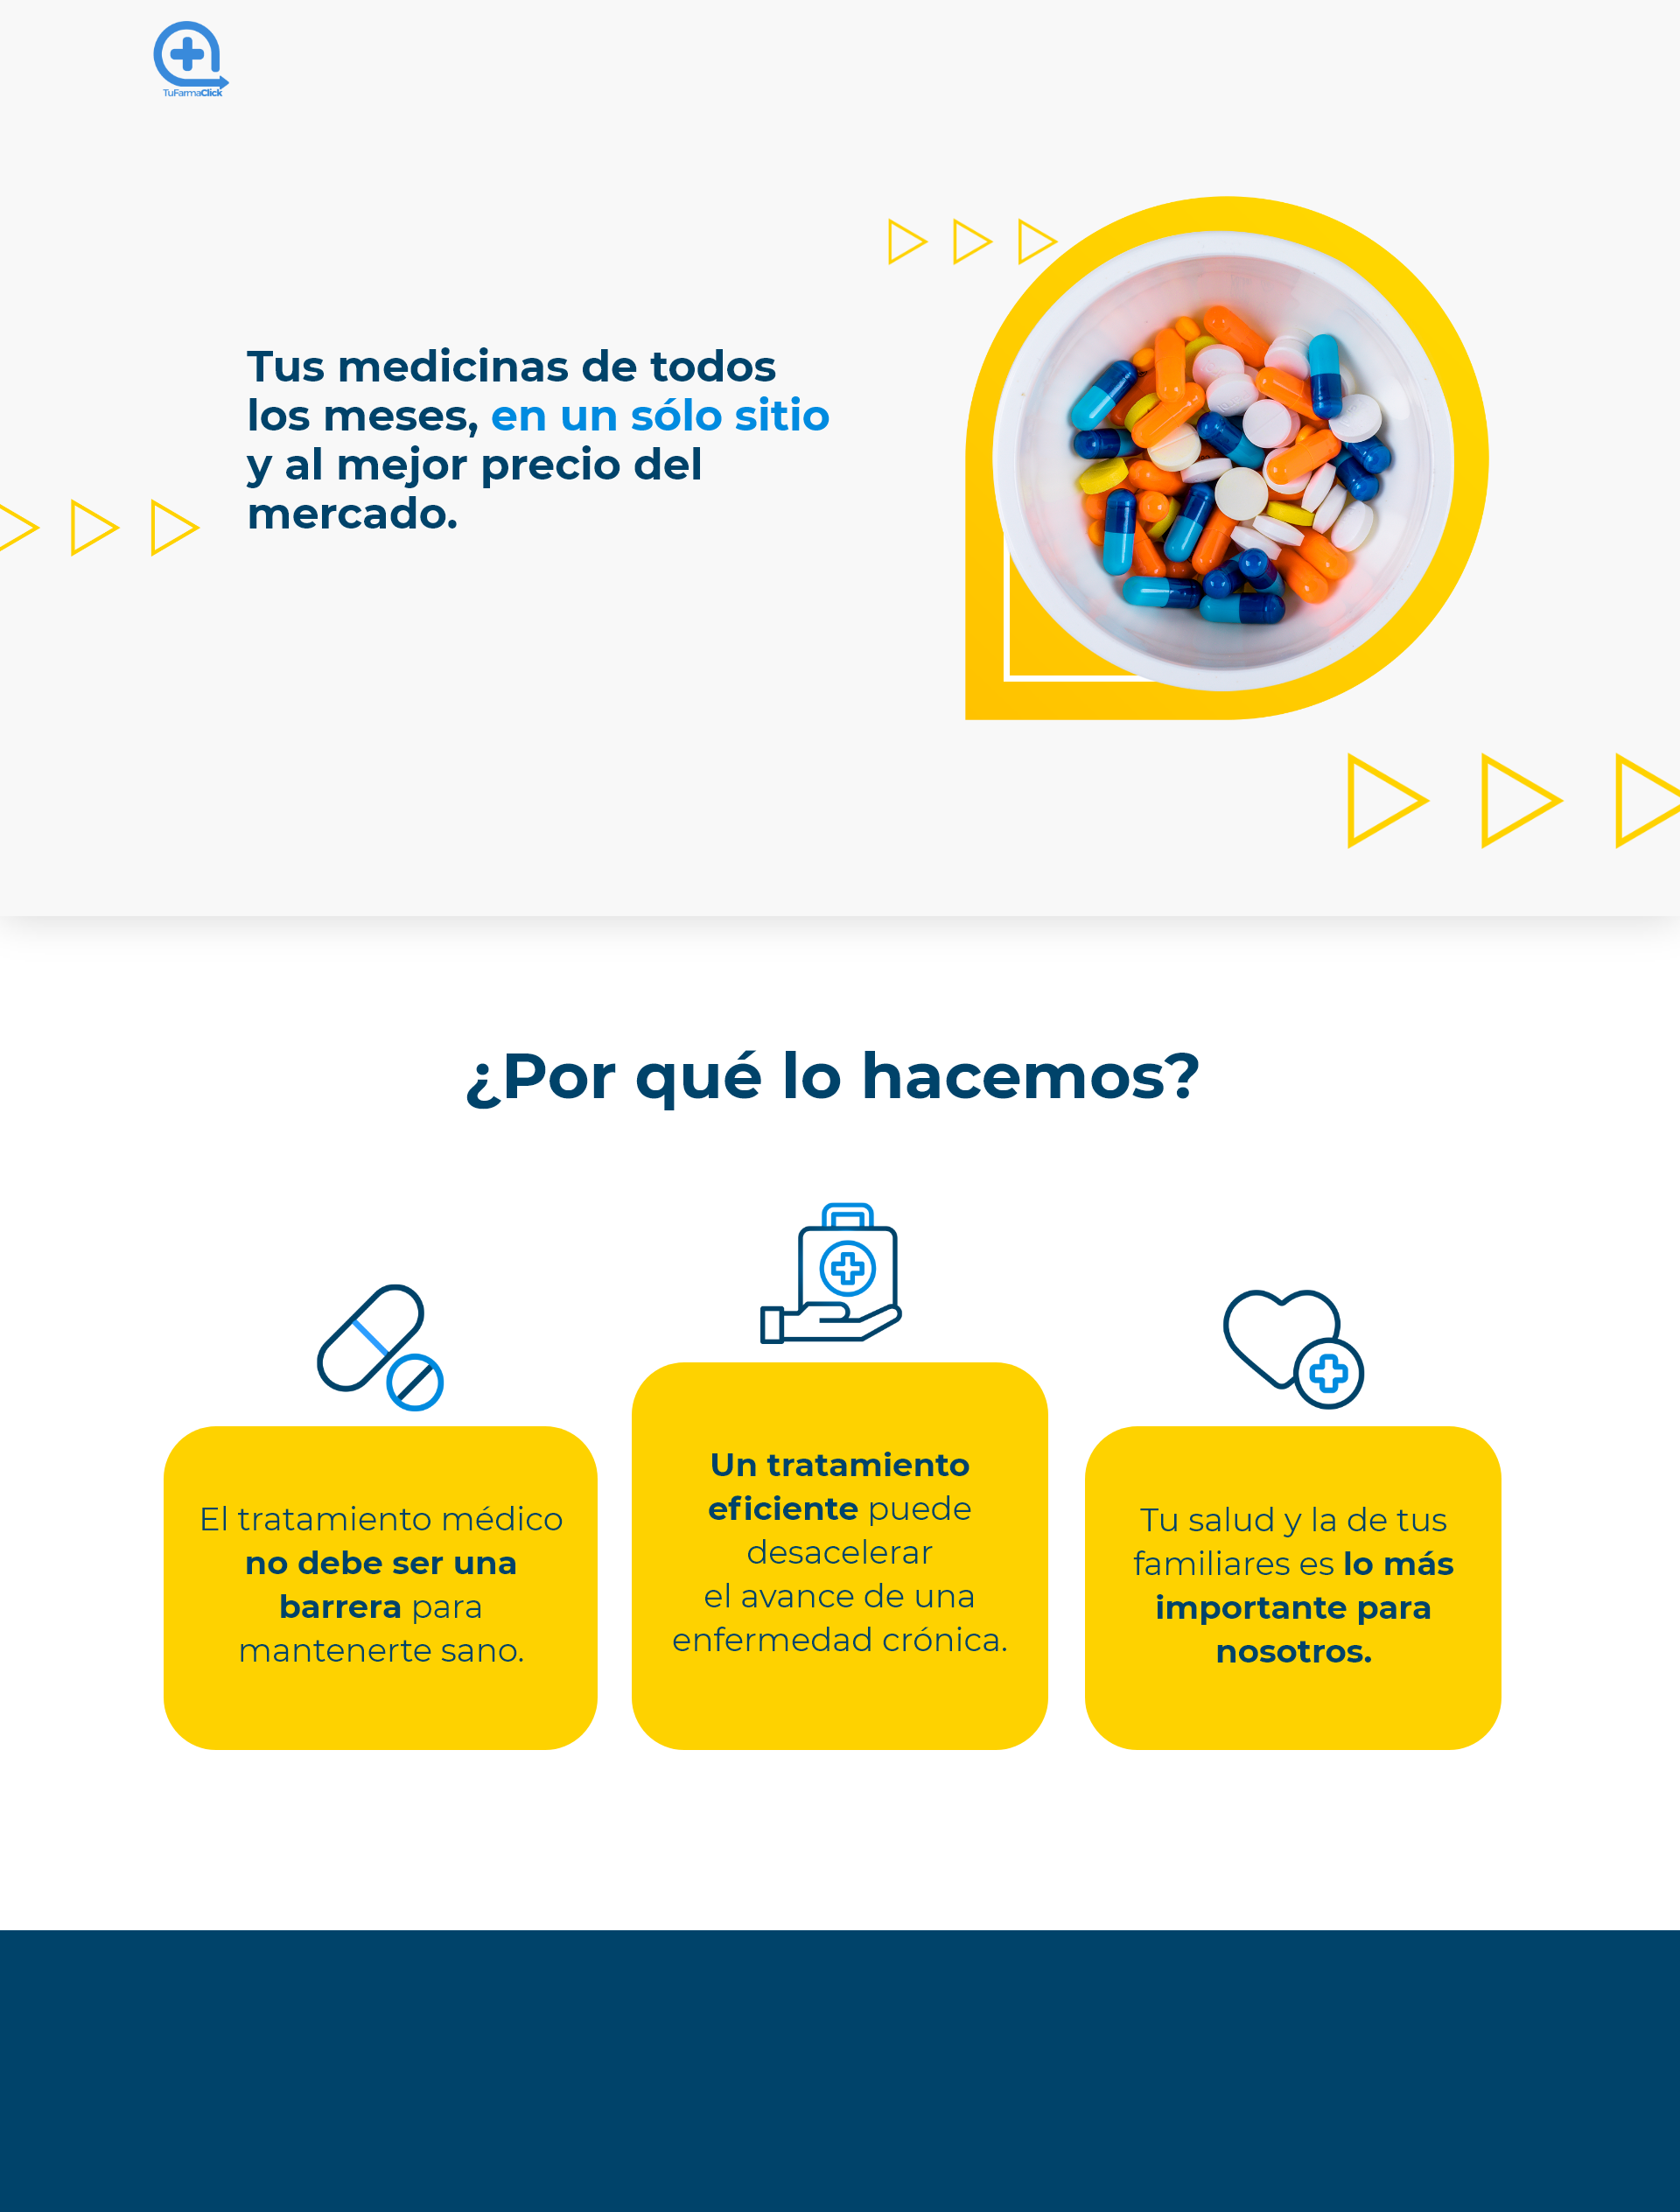 TuFarmaClick
Tus medicinas de todos
los meses, en un sólo sitio
y al mejor precio del
mercado.
¿Por qué lo hacemos?
El tratamiento médico
no debe ser una
barrera para
mantenerte sano.
Un tratamiento
eficiente puede
desacelerar
el avance de una
enfermedad crónica.
Tu salud y la de tus
familiares es lo más
importante para
nosotros.